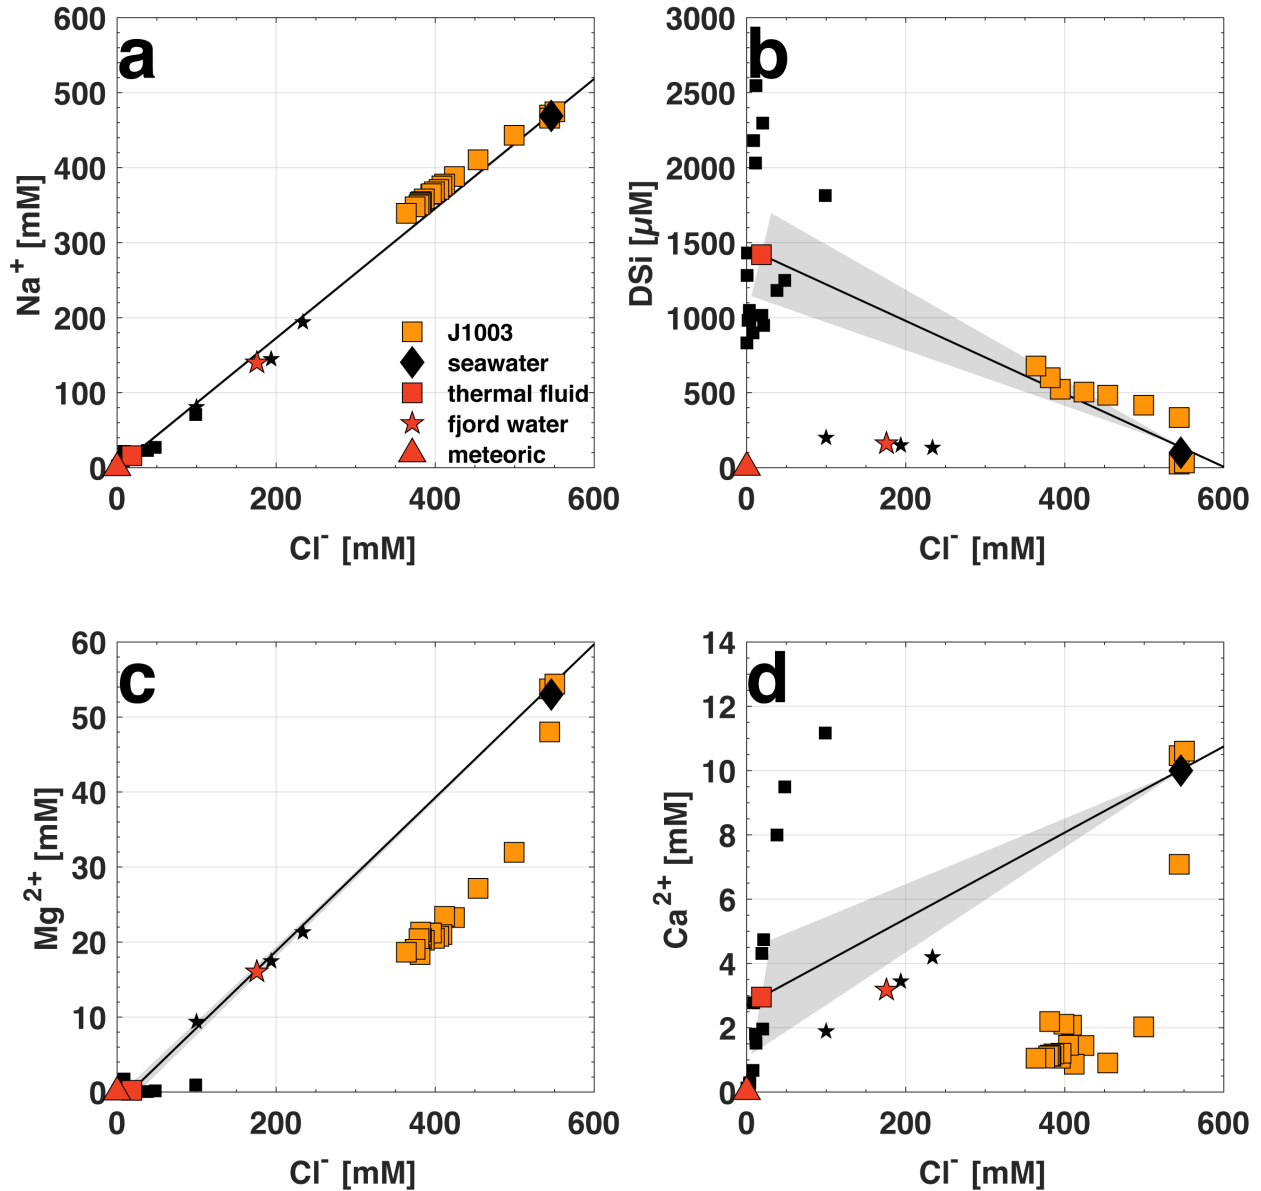 a
600
500
400
300
200
100
0
Na⁺ [mM]
0 200 400 600
Cl⁻ [mM]
J1003
seawater
thermal fluid
fjord water
meteoric
b
3000
2500
2000
1500
1000
500
0
DSi [µM]
0 200 400 600
Cl⁻ [mM]
c
60
50
40
30
20
10
0
Mg²⁺ [mM]
0 200 400 600
Cl⁻ [mM]
d
14
12
10
8
6
4
2
0
Ca²⁺ [mM]
0 200 400 600
Cl⁻ [mM]